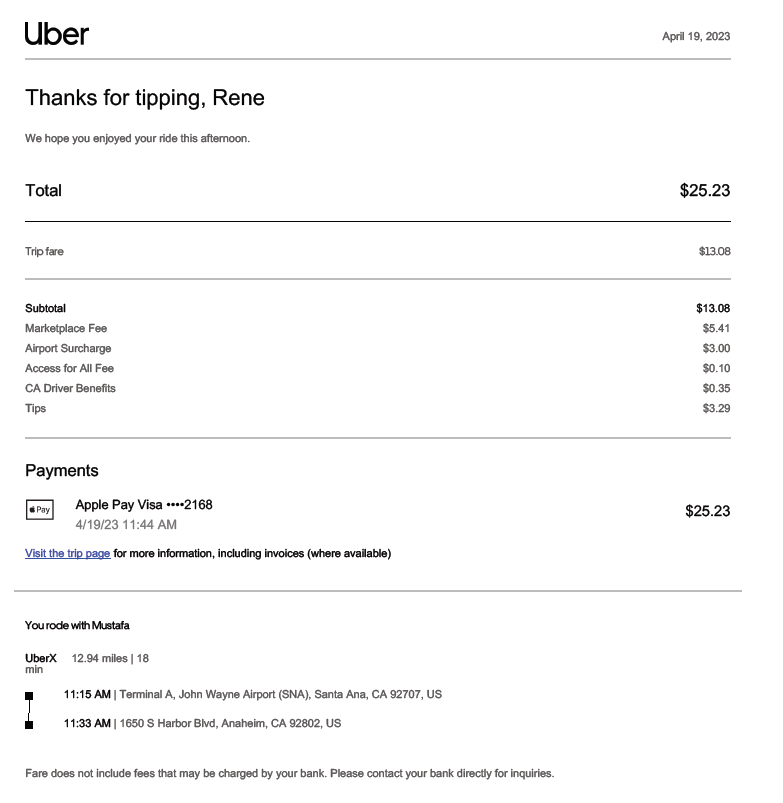 Uber
April 19, 2023
Thanks for tipping, Rene
We hope you enjoyed your ride this afternoon.
Total $25.23
Trip fare $13.08
Subtotal $13.08
Marketplace Fee $5.41
Airport Surcharge $3.00
Access for All Fee $0.10
CA Driver Benefits $0.35
Tips $3.29
Payments
Pay
Apple Pay Visa ••••2168 $25.23
4/19/23 11:44 AM
Visit the trip page for more information, including invoices (where available)
You rode with Mustafa
UberX 12.94 miles | 18
min
11:15 AM | Terminal A, John Wayne Airport (SNA), Santa Ana, CA 92707, US
11:33 AM | 1650 S Harbor Blvd, Anaheim, CA 92802, US
Fare does not include fees that may be charged by your bank. Please contact your bank directly for inquiries.